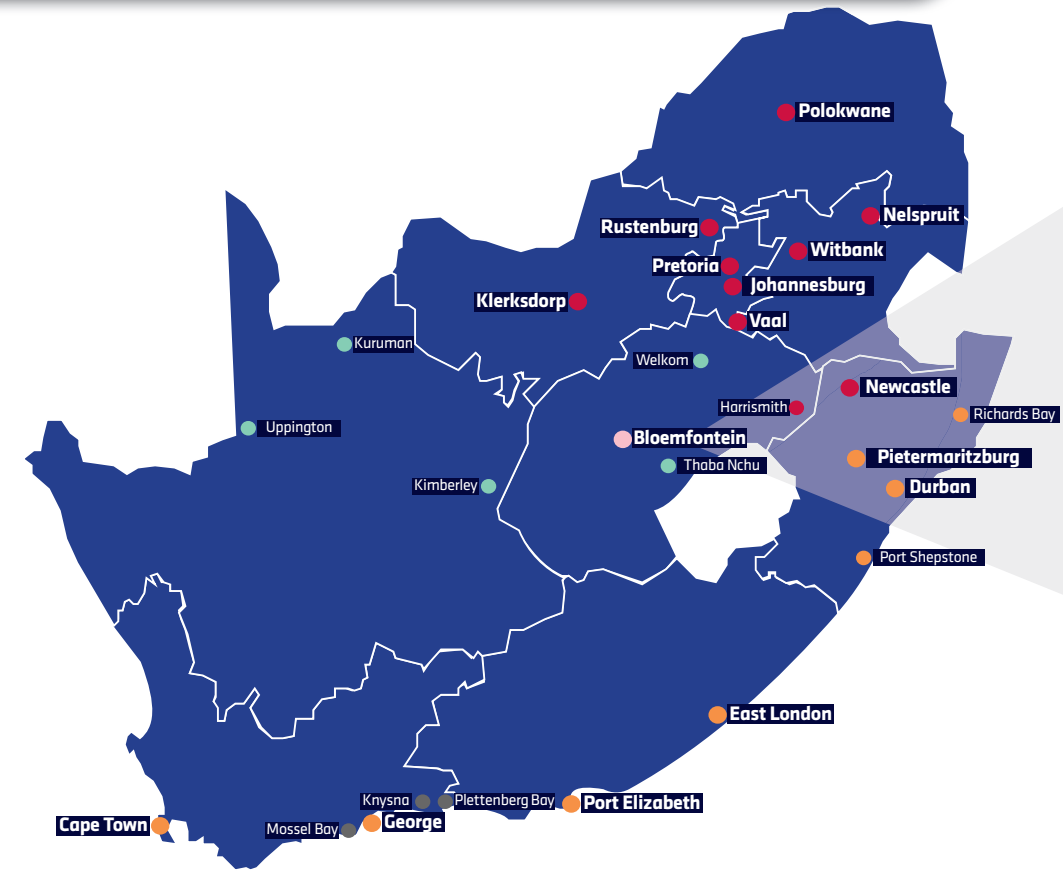 Polokwane
Nelspruit
Rustenburg
Witbank
Pretoria
Johannesburg
Klerksdorp
Vaal
Kuruman
Welkom
Newcastle
Harrismith
Richards Bay
Uppington
Bloemfontein
Pietermaritzburg
Thaba Nchu
Kimberley
Durban
Port Shepstone
East London
Knysna
Plettenberg Bay
Port Elizabeth
George
Cape Town
Mossel Bay